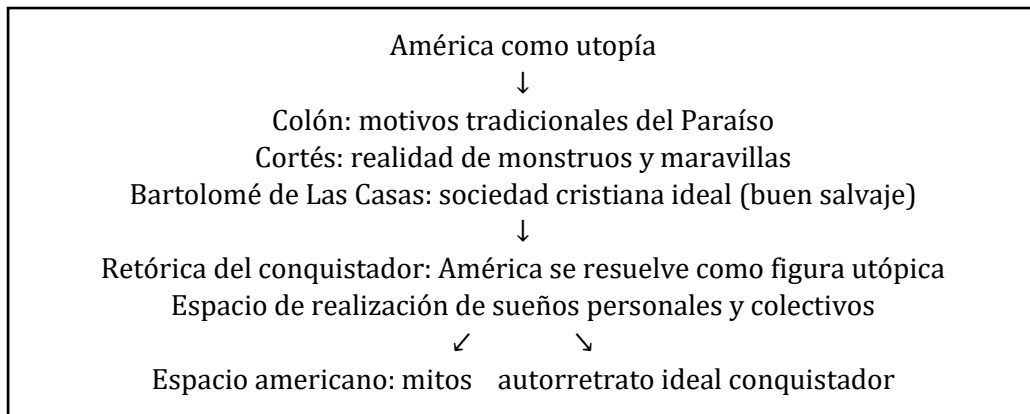 América como utopía
↓
Colón: motivos tradicionales del Paraíso
Cortés: realidad de monstruos y maravillas
Bartolomé de Las Casas: sociedad cristiana ideal (buen salvaje)
↓
Retórica del conquistador: América se resuelve como figura utópica
Espacio de realización de sueños personales y colectivos
↙ ↘
Espacio americano: mitos autorretrato ideal conquistador